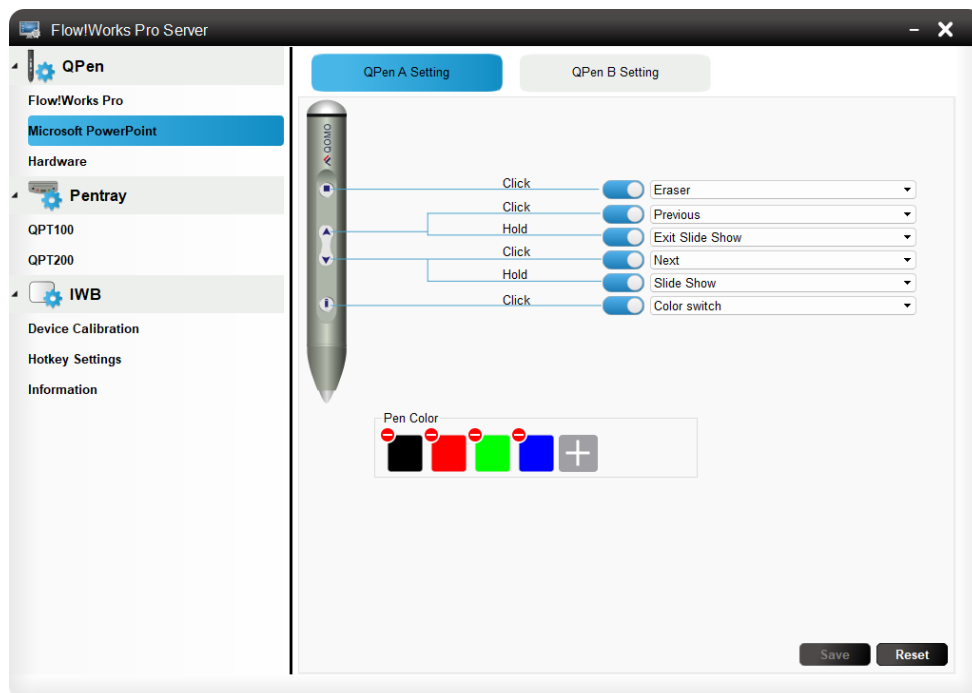 Flow!Works Pro Server
QPen
Flow!Works Pro
Microsoft PowerPoint
Hardware
Pentray
QPT100
QPT200
IWB
Device Calibration
Hotkey Settings
Information
QPen A Setting
QPen B Setting
QOMO
Click Eraser
Click Previous
Hold Exit Slide Show
Click Next
Hold Slide Show
Click Color switch
Pen Color
Save Reset